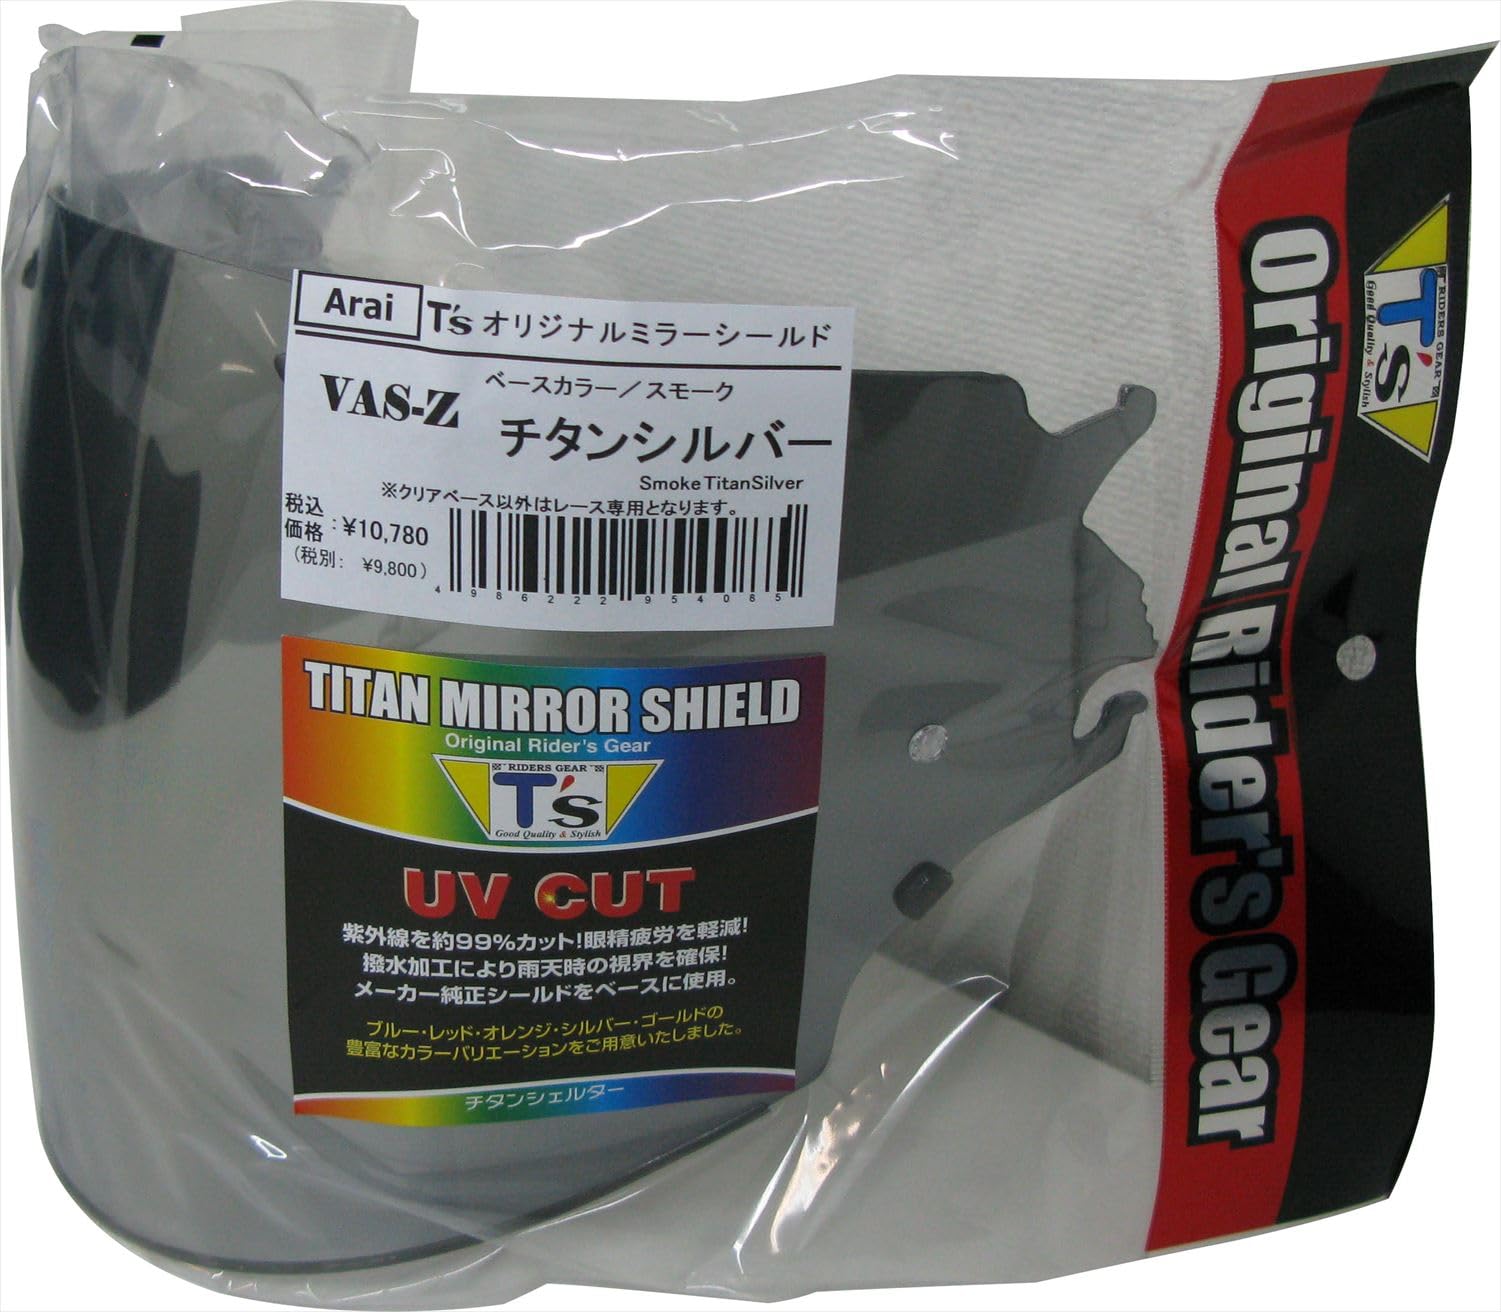 Arai T's オリジナルミラーシールド
VAS-Z
ベースカラー/スモーク
チタンシルバー
Smoke TitanSilver
※クリアベース以外はレース専用となります。
税込
価格:¥10,780
(税別: ¥9,800)
4986222954085
TITAN MIRROR SHIELD
Original Rider's Gear
RIDERS GEAR
T's
Good Quality & Stylish
UV CUT
紫外線を約99%カット!眼精疲労を軽減!
撥水加工により雨天時の視界を確保!
メーカー純正シールドをベースに使用。
ブルー・レッド・オレンジ・シルバー・ゴールドの
豊富なカラーバリエーションをご用意いたしました。
チタンシェルター
Original Rider's Gear
RIDERS GEAR
T's
Good Quality & Stylish